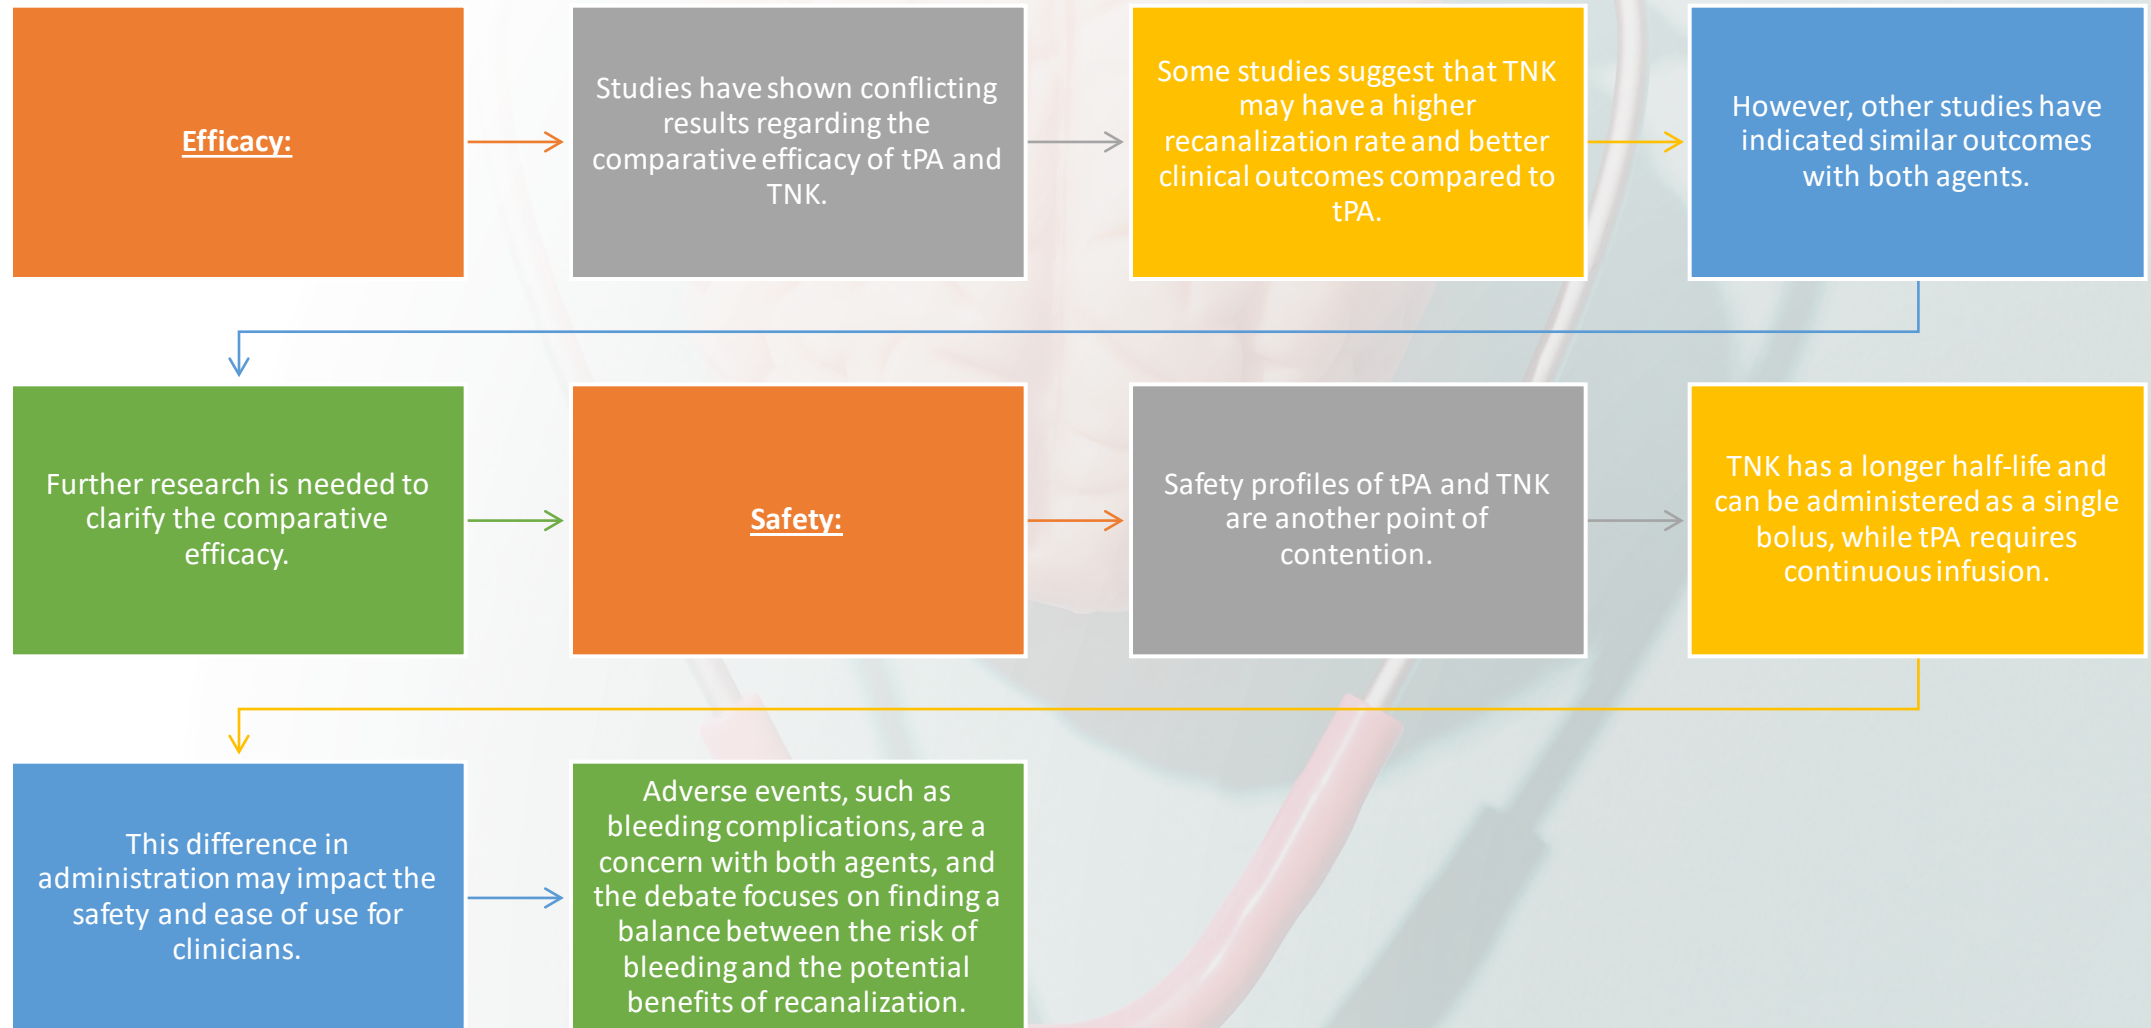 Efficacy:
Studies have shown conflicting
results regarding the
comparative efficacy of tPA and
TNK.
Some studies suggest that TNK
may have a higher
recanalization rate and better
clinical outcomes compared to
tPA.
However, other studies have
indicated similar outcomes
with both agents.
Further research is needed to
clarify the comparative
efficacy.
Safety:
Safety profiles of tPA and TNK
are another point of
contention.
TNK has a longer half-life and
can be administered as a single
bolus, while tPA requires
continuous infusion.
This difference in
administration may impact the
safety and ease of use for
clinicians.
Adverse events, such as
bleeding complications, are a
concern with both agents, and
the debate focuses on finding a
balance between the risk of
bleeding and the potential
benefits of recanalization.